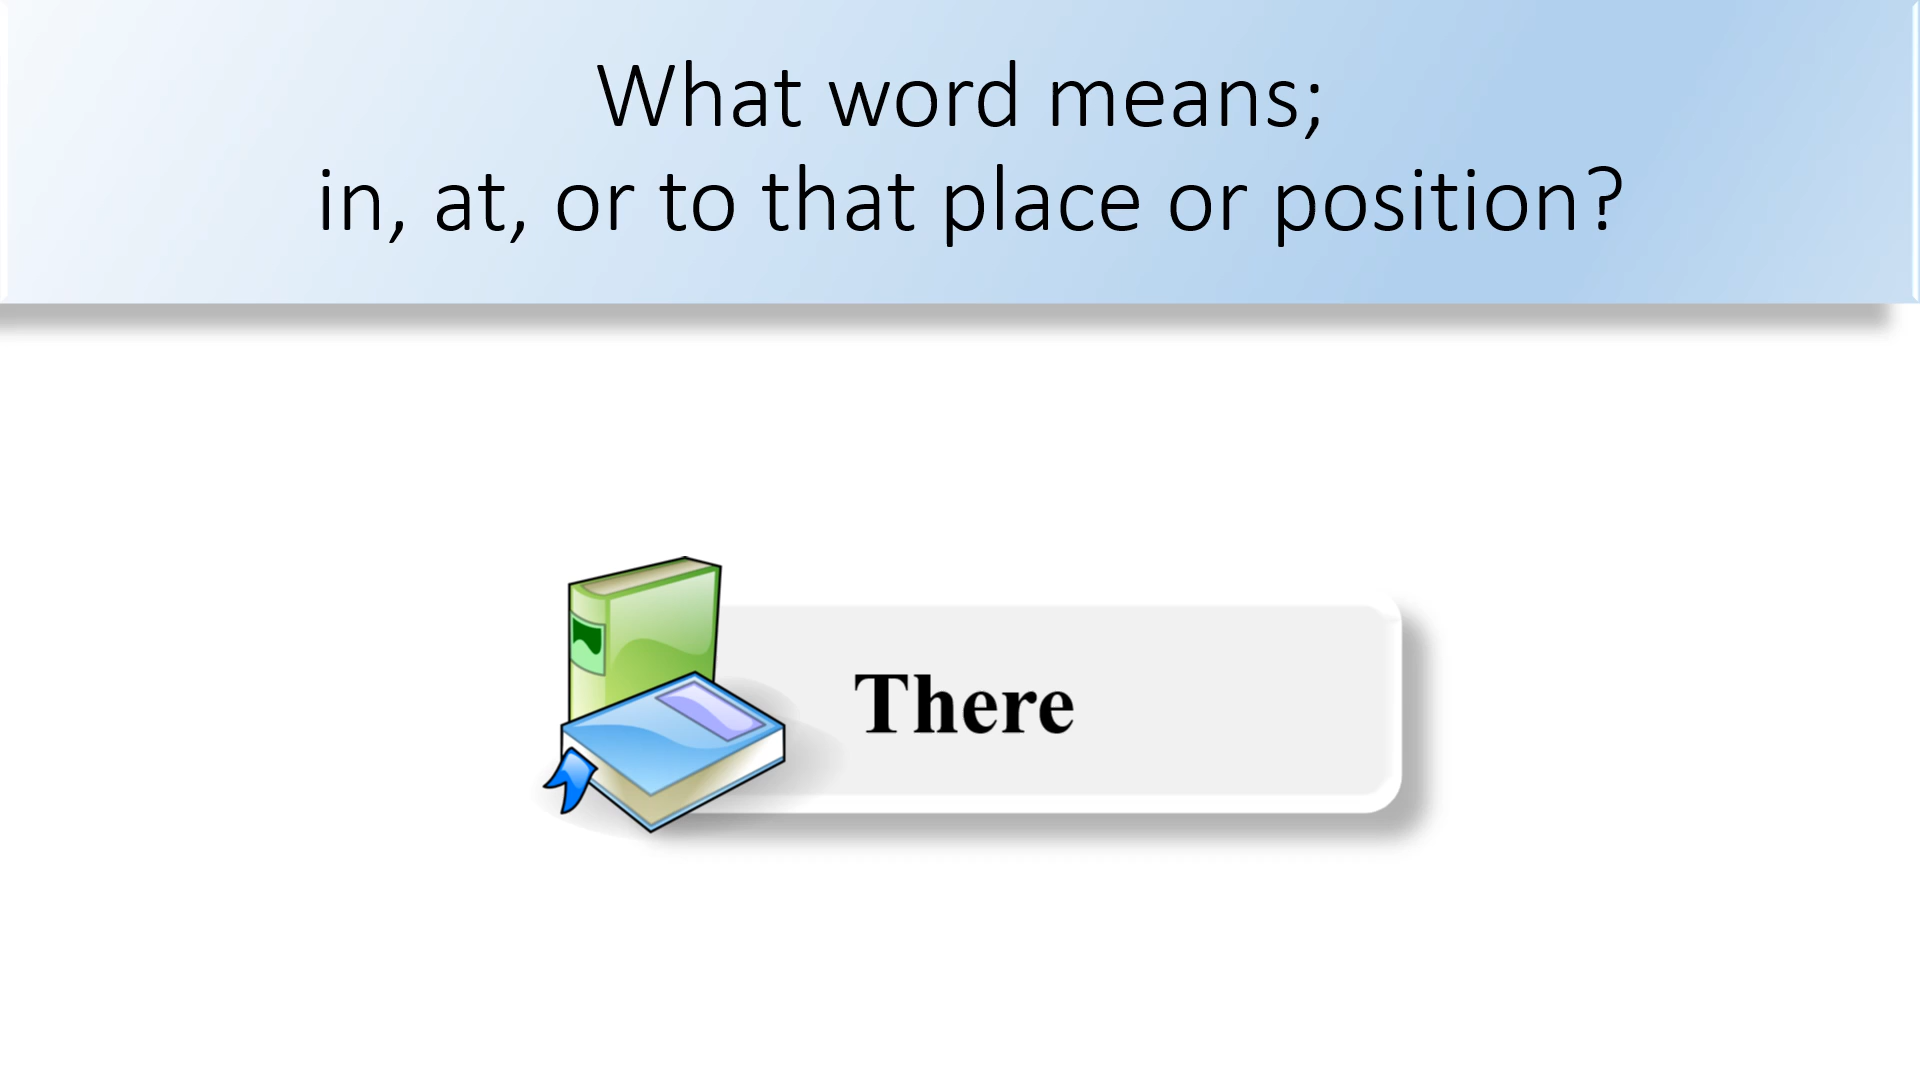 What word means;
in, at, or to that place or position?
There